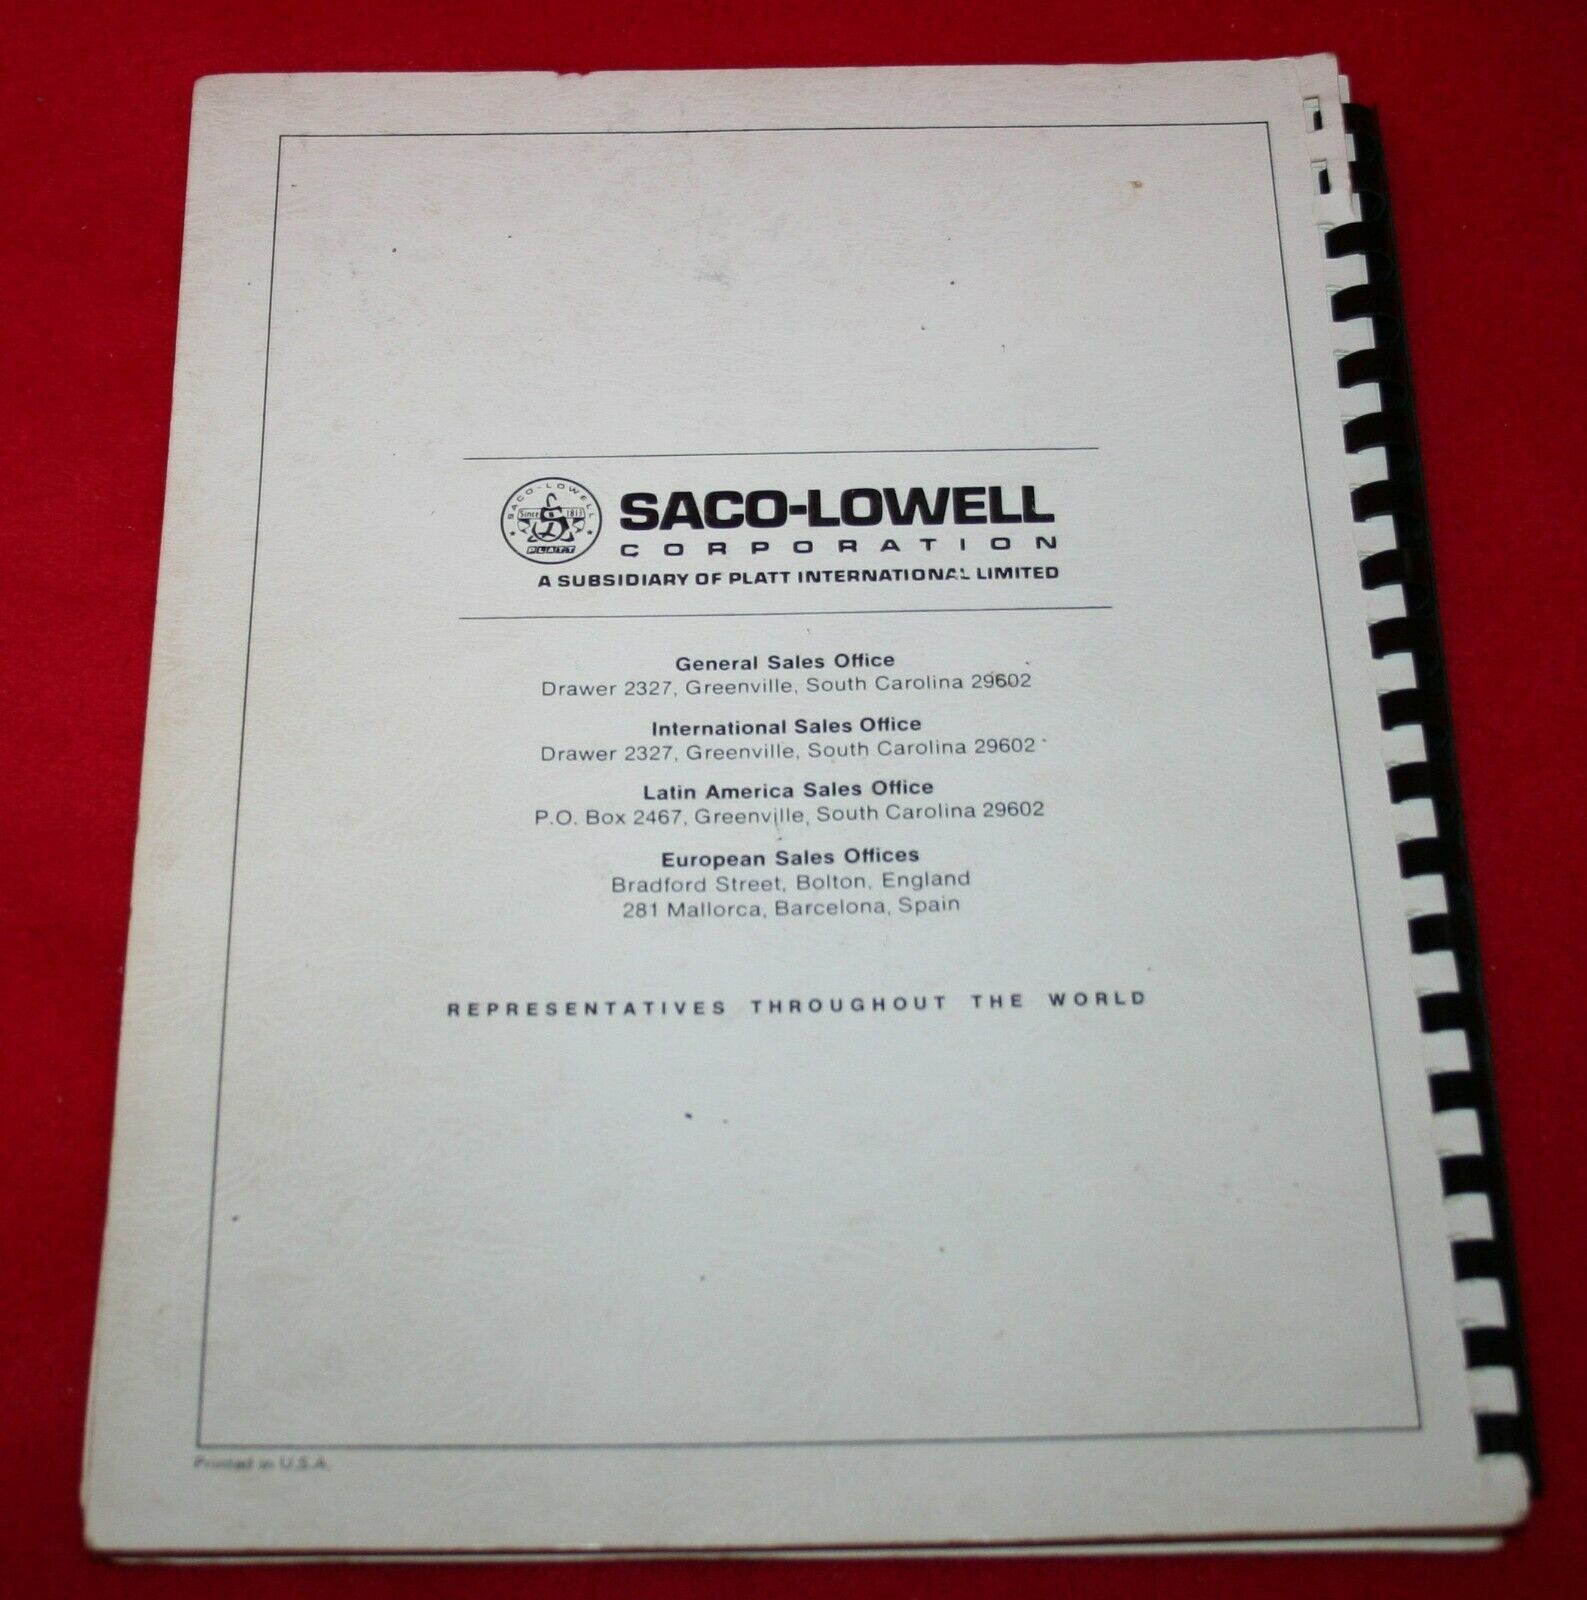 SACO-LOWELL
Since 1813
PLATT
SACO-LOWELL
CORPORATION
A SUBSIDIARY OF PLATT INTERNATIONAL LIMITED
General Sales Office
Drawer 2327, Greenville, South Carolina 29602
International Sales Office
Drawer 2327, Greenville, South Carolina 29602
Latin America Sales Office
P.O. Box 2467, Greenville, South Carolina 29602
European Sales Offices
Bradford Street, Bolton, England
281 Mallorca, Barcelona, Spain
REPRESENTATIVES THROUGHOUT THE WORLD
Printed in U.S.A.